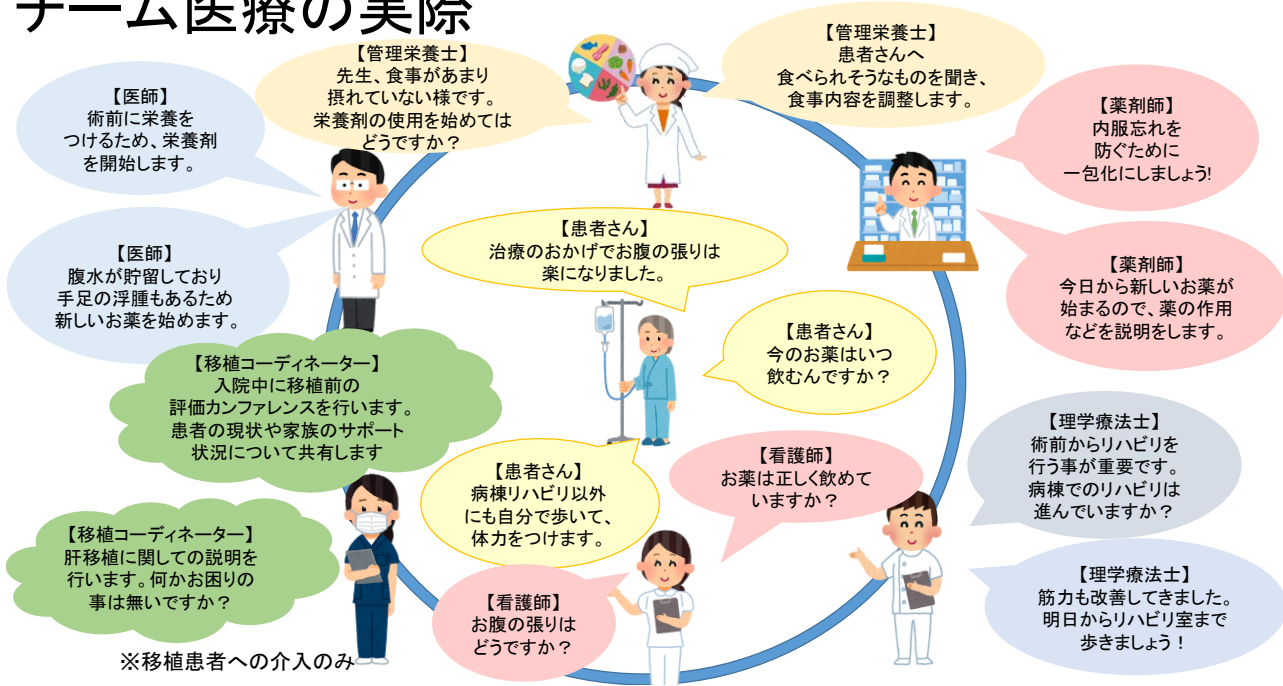 チーム医療の実際
【管理栄養士】
先生、食事があまり
摂れていない様です。
栄養剤の使用を始めては
どうですか？
【管理栄養士】
患者さんへ
食べられそうなものを聞き、
食事内容を調整します。
【医師】
術前に栄養を
つけるため、栄養剤
を開始します。
【薬剤師】
内服忘れを
防ぐために
一包化にしましょう!
【医師】
腹水が貯留しており
手足の浮腫もあるため
新しいお薬を始めます。
【患者さん】
治療のおかげでお腹の張りは
楽になりました。
【薬剤師】
今日から新しいお薬が
始まるので、薬の作用
などを説明をします。
【患者さん】
今のお薬はいつ
飲むんですか？
【移植コーディネーター】
入院中に移植前の
評価カンファレンスを行います。
患者の現状や家族のサポート
状況について共有します
【患者さん】
病棟リハビリ以外
にも自分で歩いて、
体力をつけます。
【看護師】
お薬は正しく飲めて
いますか？
【理学療法士】
術前からリハビリを
行う事が重要です。
病棟でのリハビリは
進んでいますか？
【移植コーディネーター】
肝移植に関しての説明を
行います。何かお困りの
事は無いですか？
【看護師】
お腹の張りは
どうですか？
【理学療法士】
筋力も改善してきました。
明日からリハビリ室まで
歩きましょう！
※移植患者への介入のみ